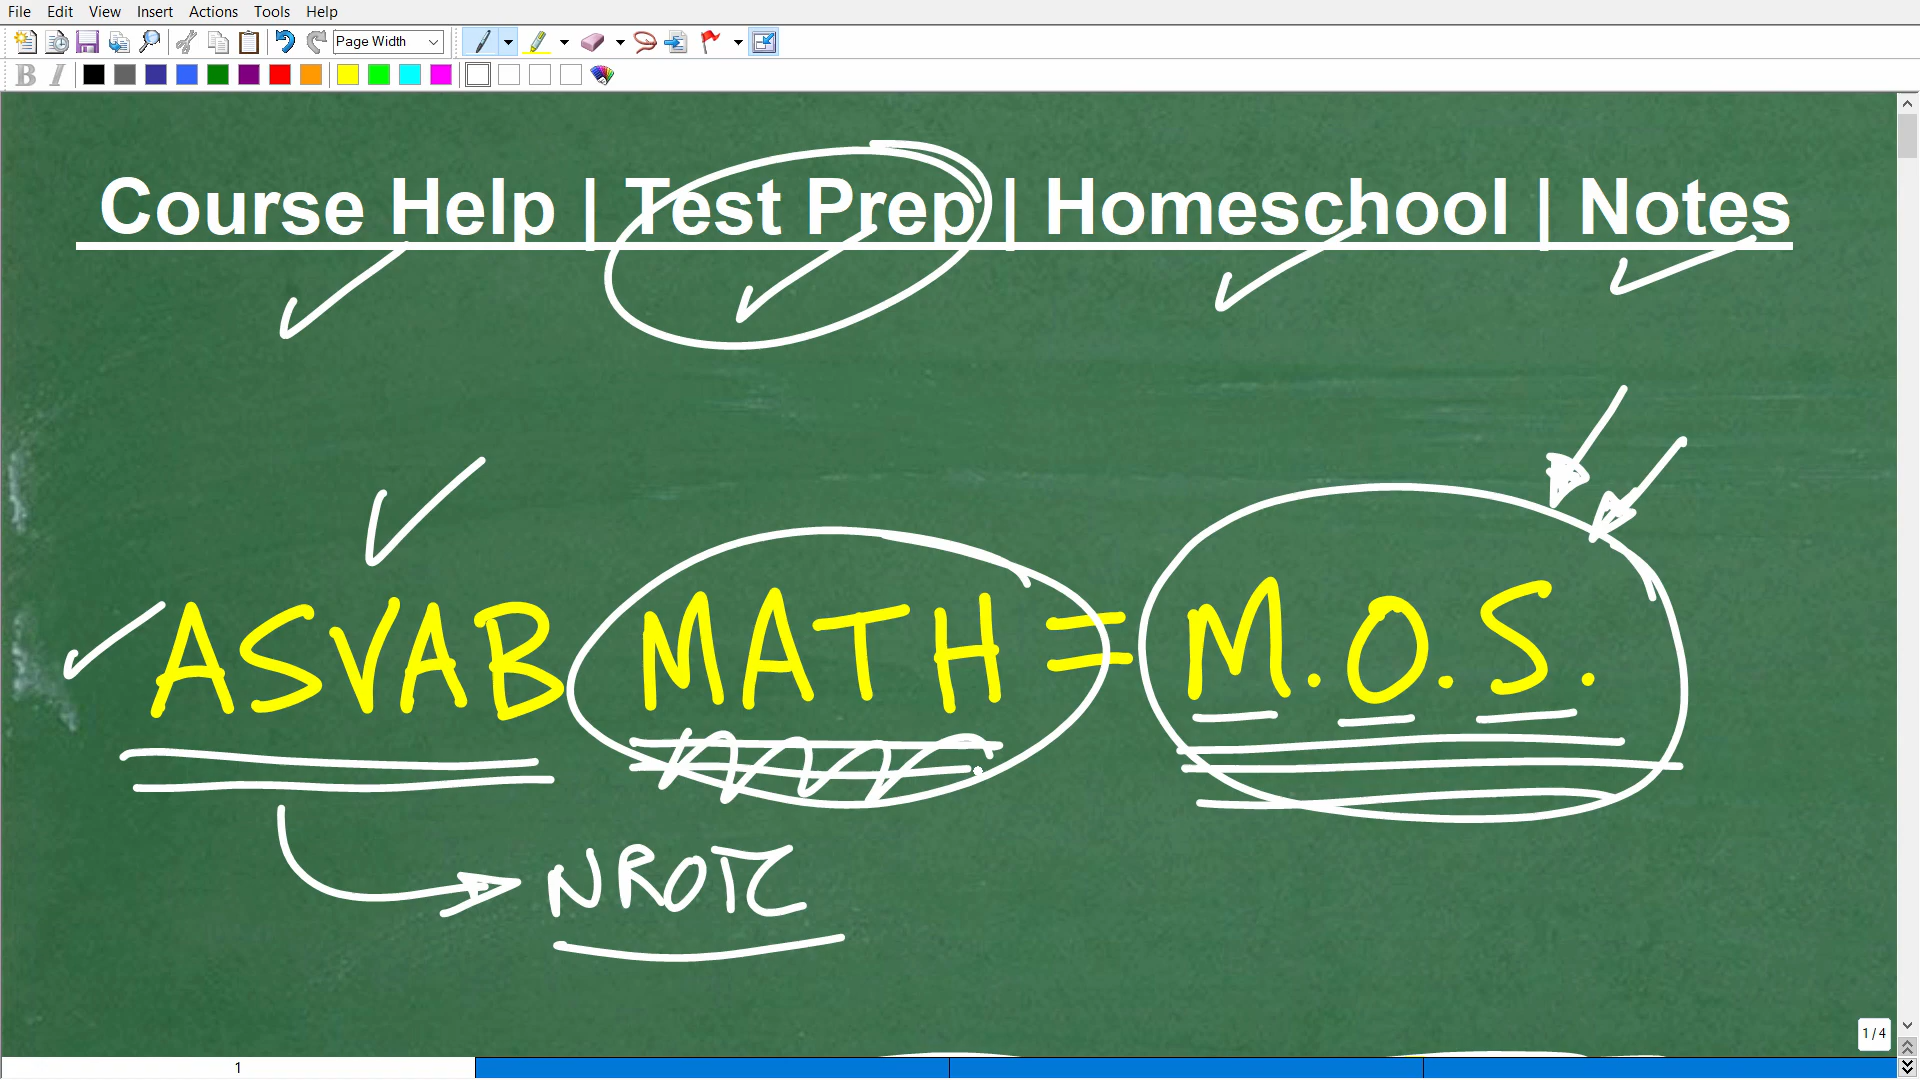 File Edit View Insert Actions Tools Help
Page Width
B I
Course Help | Test Prep | Homeschool | Notes
ASVAB MATH = M.O.S.
NROTC
1 / 4
1